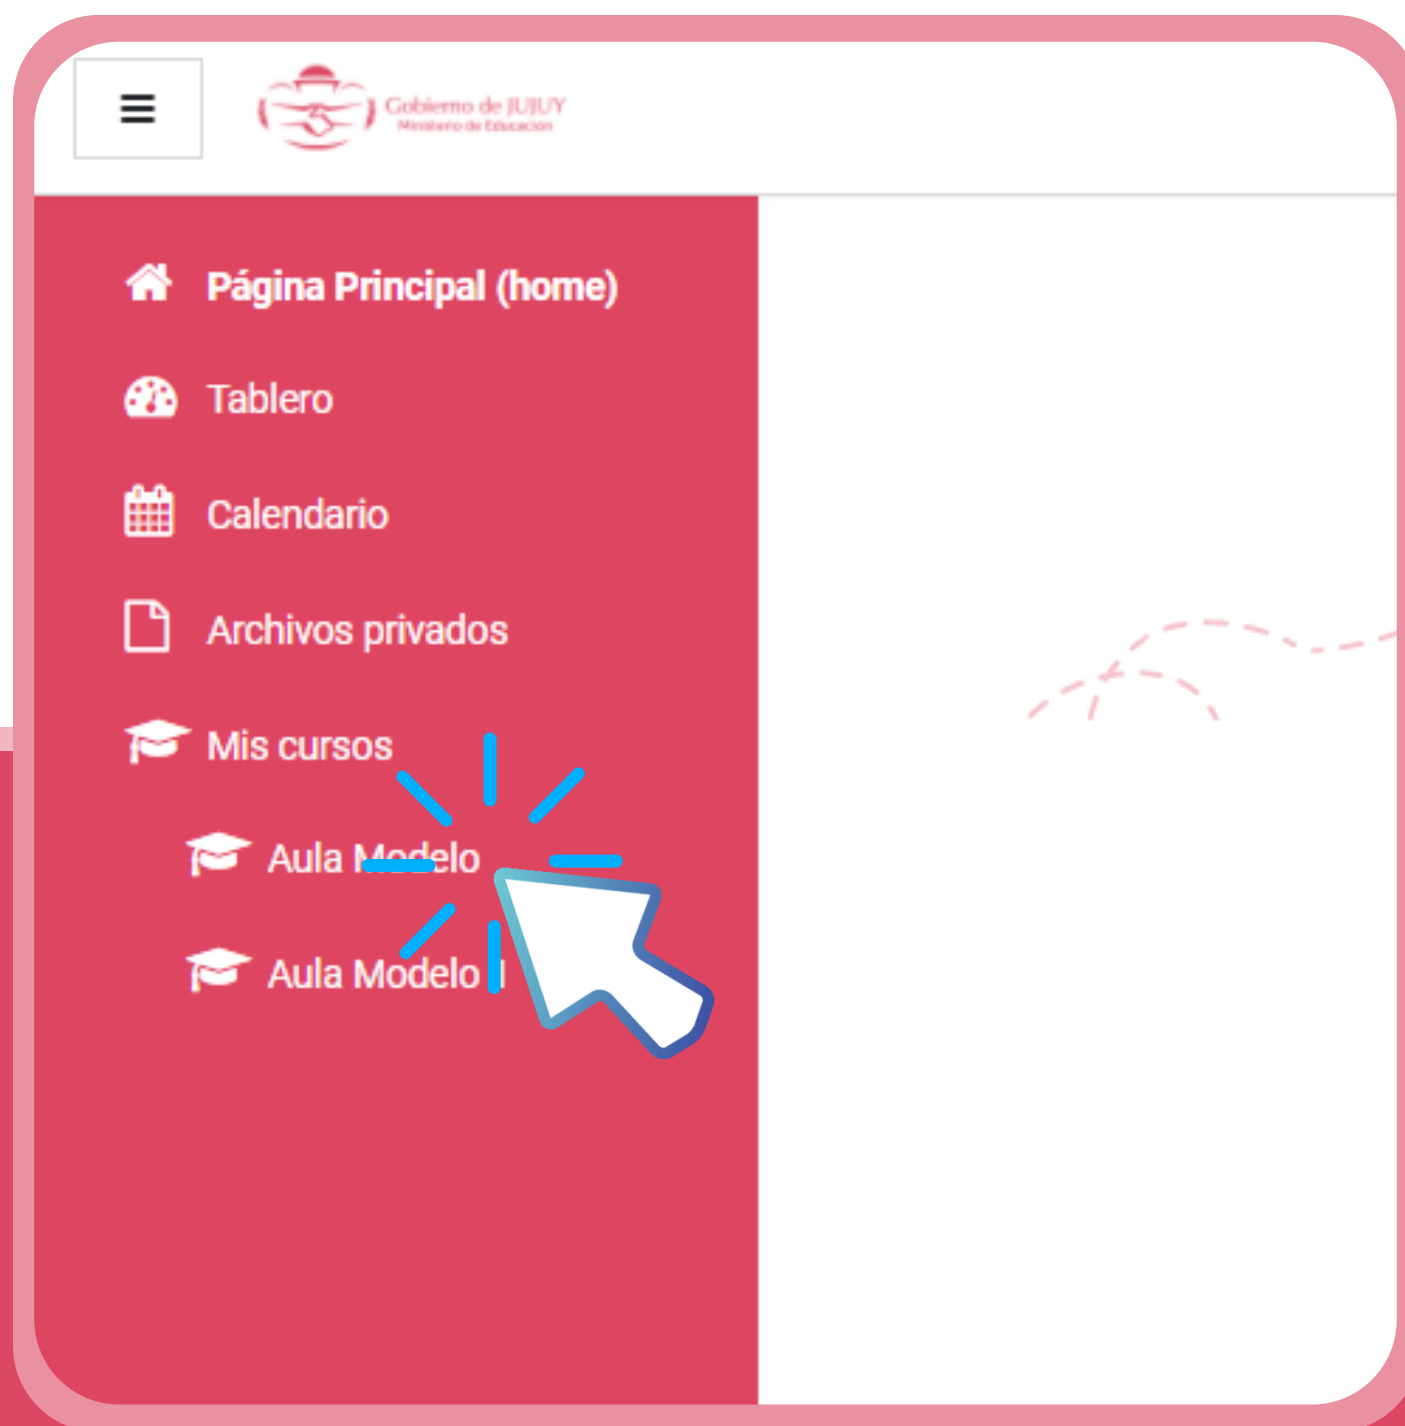 Gobierno de JUJUY
Ministerio de Educación
Página Principal (home)
Tablero
Calendario
Archivos privados
Mis cursos
Aula Modelo
Aula Modelo